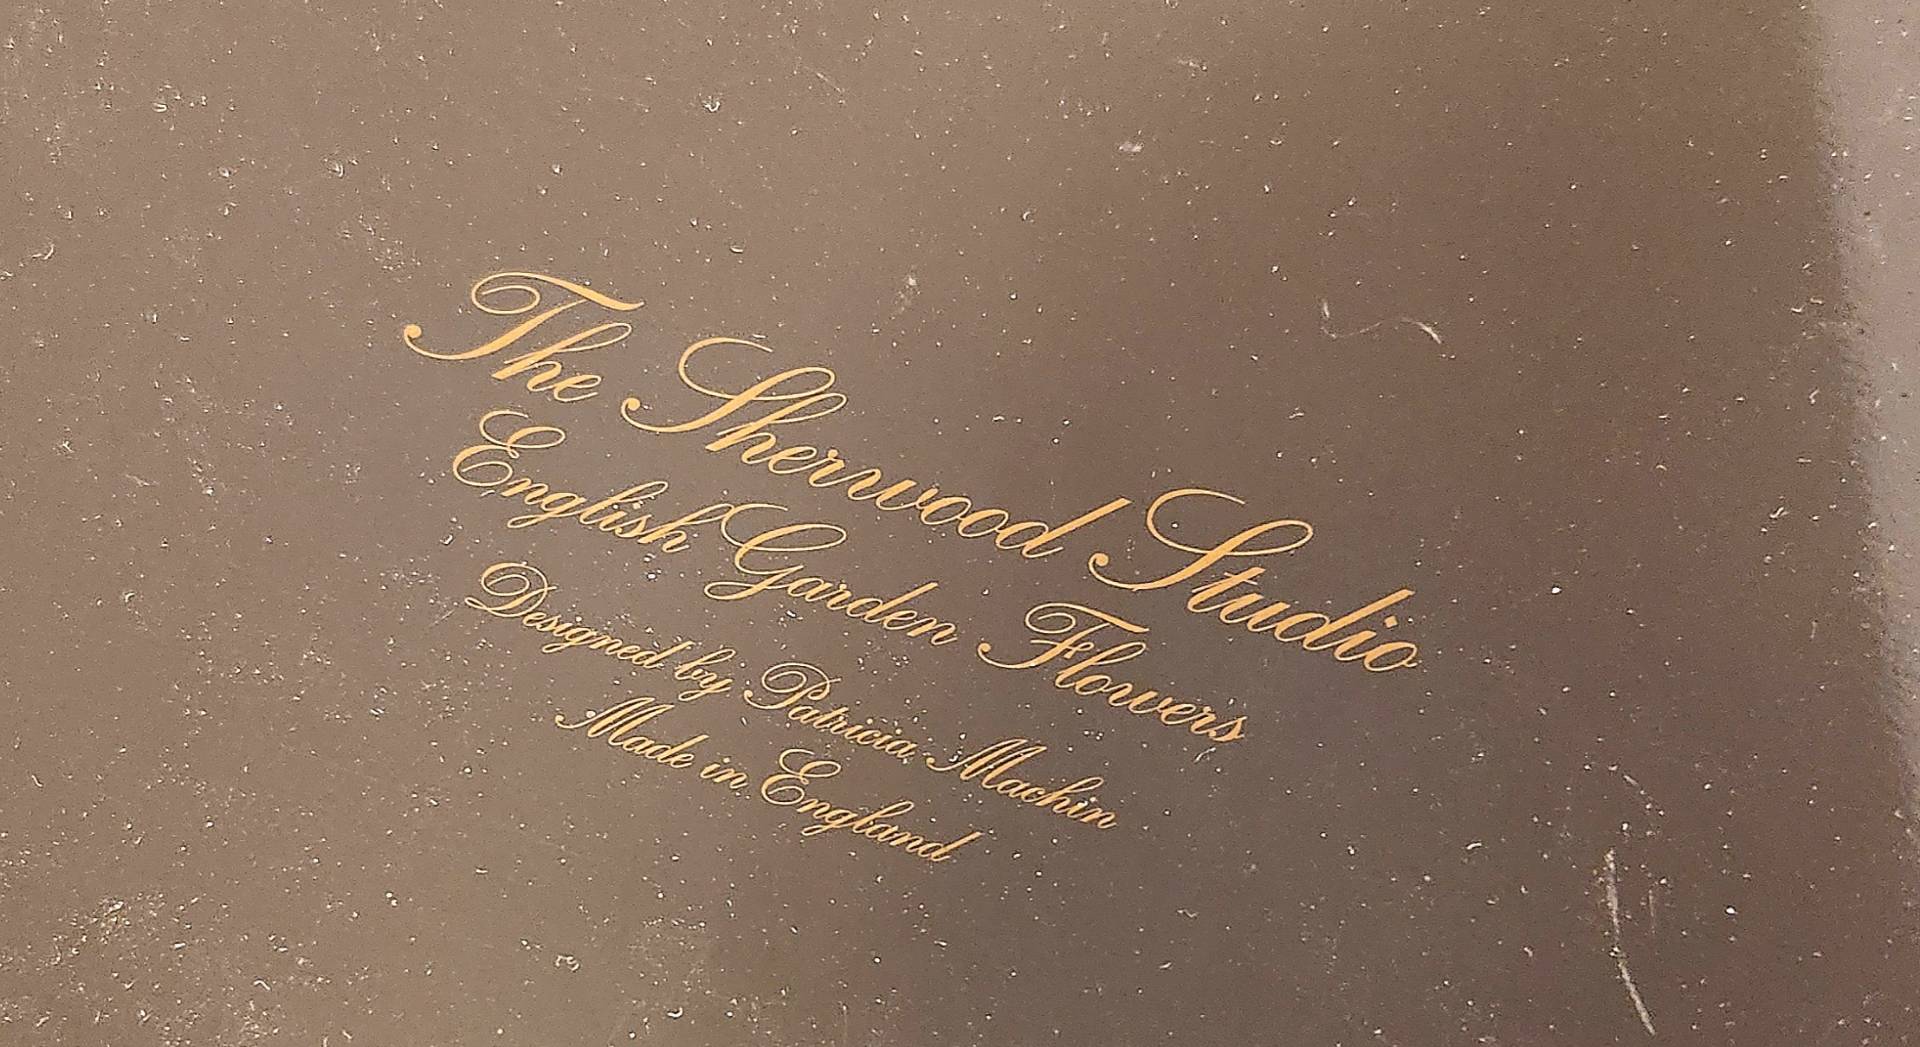 The Sherwood Studio
English Garden Flowers
Designed by Patricia Machin
Made in England